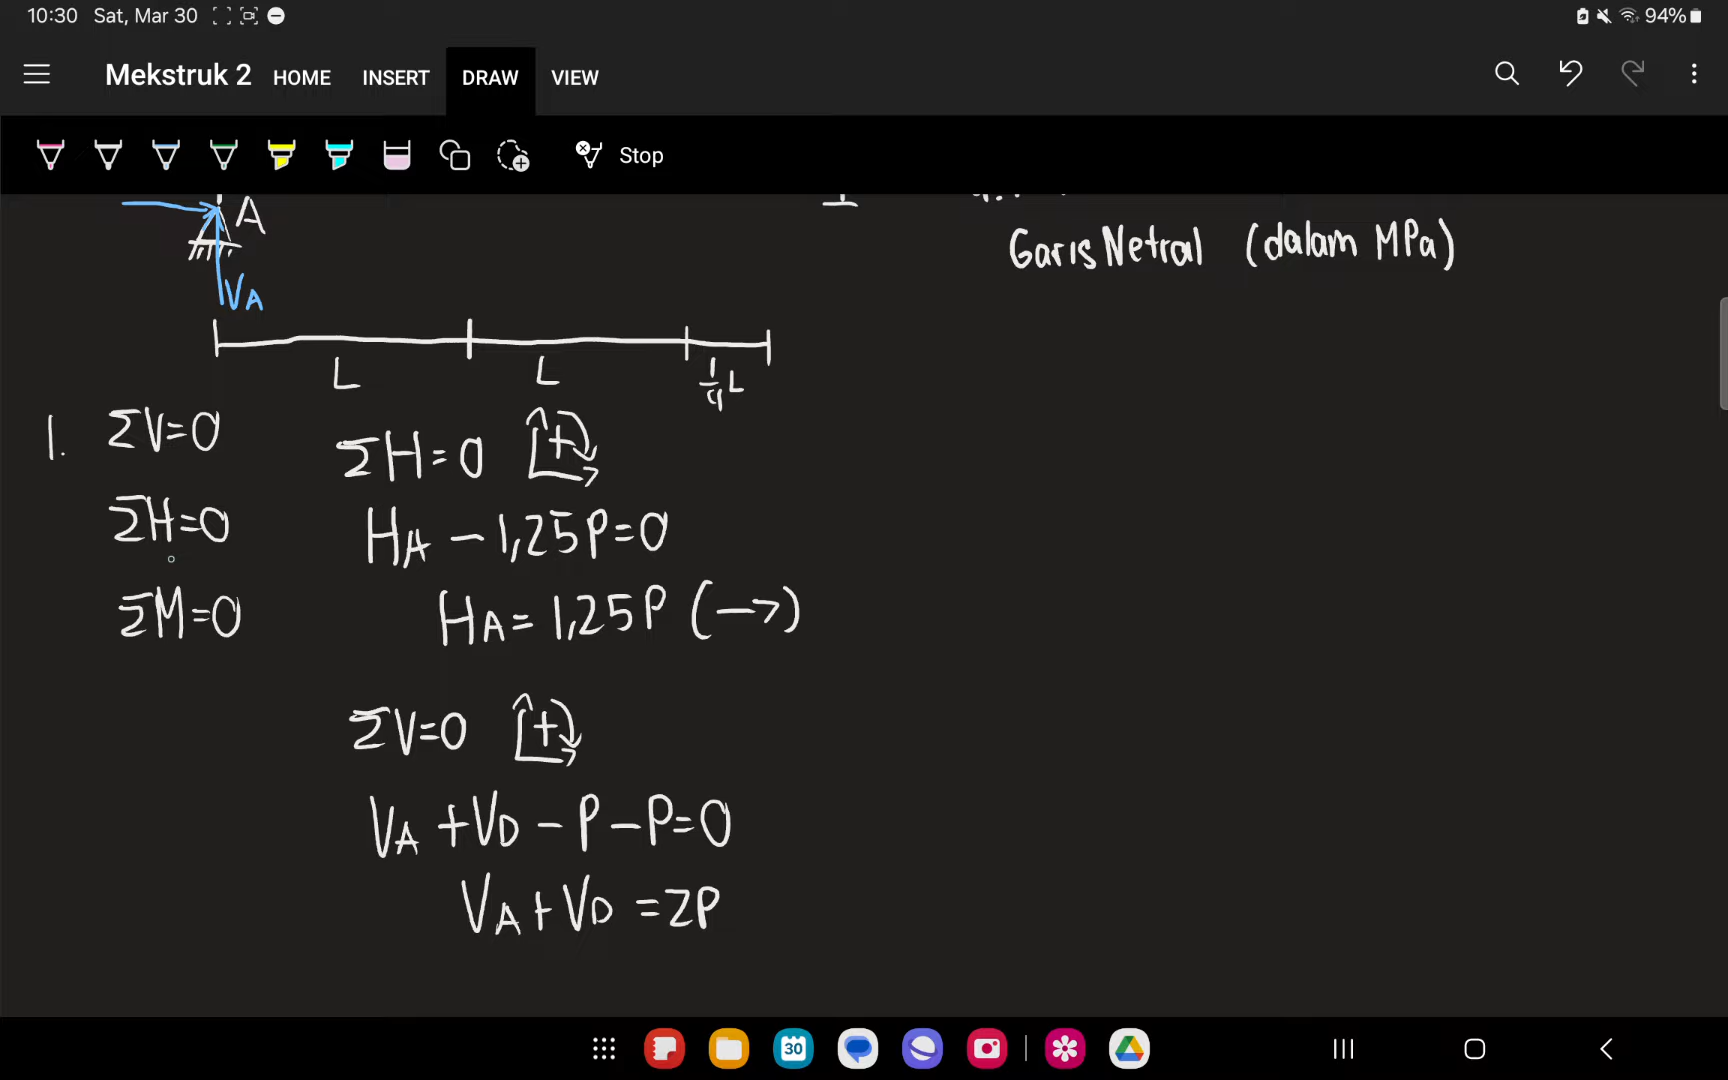 10:30 Sat, Mar 30
94%
Mekstruk 2 HOME INSERT DRAW VIEW
Stop
A
VA
Garis Netral (dalam MPa)
L L 1/4 L
1. ΣV=0
ΣH=0
ΣM=0
ΣH=0 +
HA - 1,25P=0
HA= 1,25P (→)
ΣV=0 +
VA +VD - P - P=0
VA + VD = 2P
30